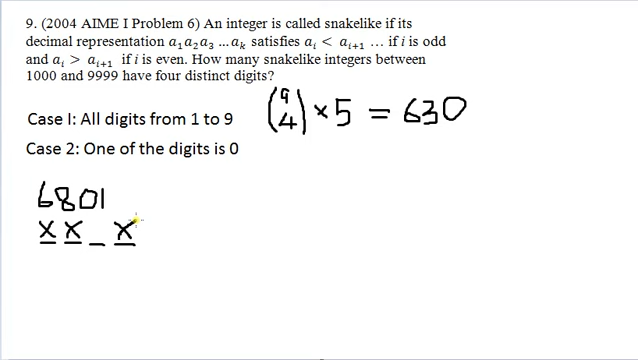 9. (2004 AIME I Problem 6) An integer is called snakelike if its
decimal representation a₁a₂a₃ …aₖ satisfies aᵢ < aᵢ₊₁ … if i is odd
and aᵢ > aᵢ₊₁ if i is even. How many snakelike integers between
1000 and 9999 have four distinct digits?
Case I: All digits from 1 to 9
(9 4) × 5 = 630
Case 2: One of the digits is 0
6801
x x _ x